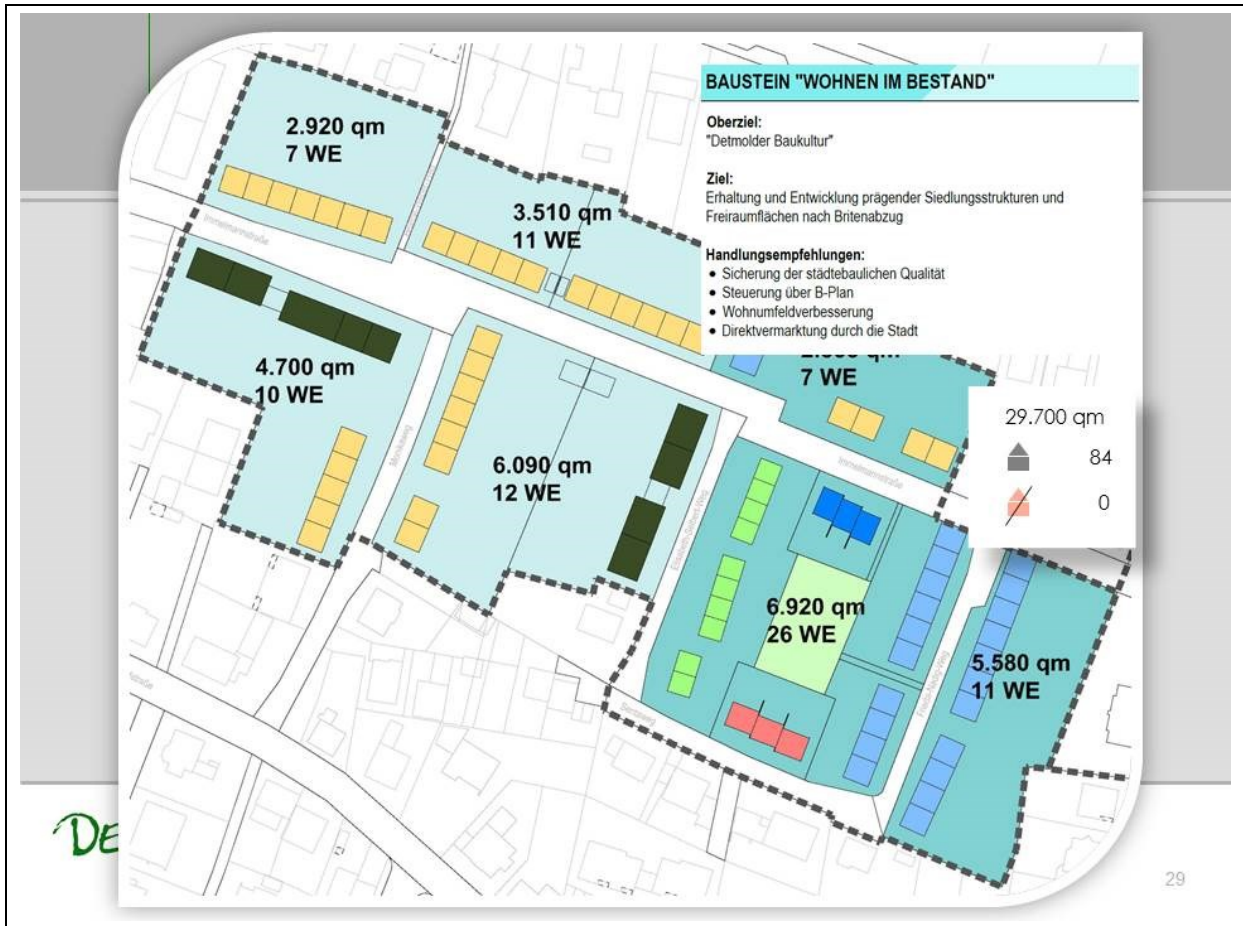 BAUSTEIN "WOHNEN IM BESTAND"
Oberziel:
"Detmolder Baukultur"
Ziel:
Erhaltung und Entwicklung prägender Siedlungsstrukturen und
Freiraumflächen nach Britenabzug
Handlungsempfehlungen:
• Sicherung der städtebaulichen Qualität
• Steuerung über B-Plan
• Wohnumfeldverbesserung
• Direktvermarktung durch die Stadt
2.920 qm
7 WE
3.510 qm
11 WE
Immelmannstraße
4.700 qm
10 WE
7 WE
29.700 qm
84
0
6.090 qm
12 WE
Immelmannstraße
6.920 qm
26 WE
5.580 qm
11 WE
DE
29